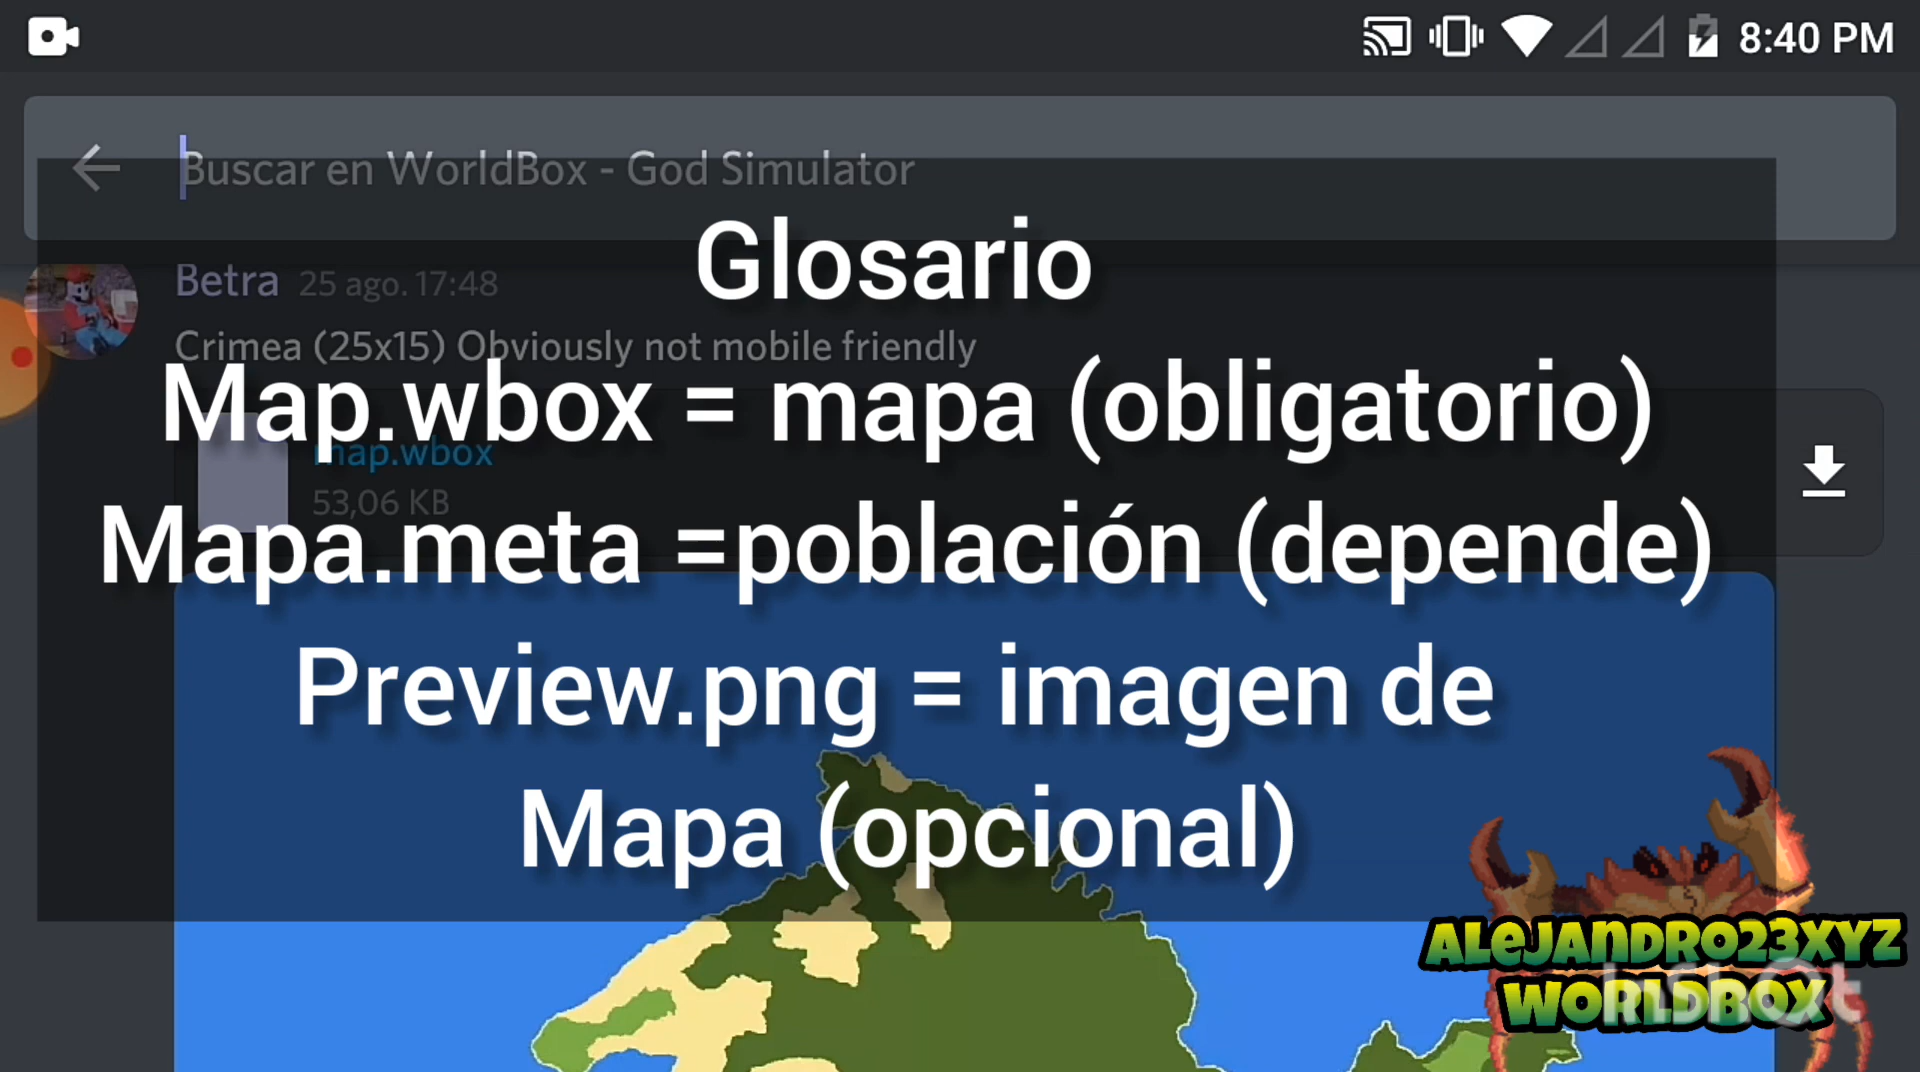 8:40 PM
Buscar en WorldBox - God Simulator
Glosario
Betra 25 ago. 17:48
Crimea (25x15) Obviously not mobile friendly
Map.wbox = mapa (obligatorio)
map.wbox
53,06 KB
Mapa.meta =población (depende)
Preview.png = imagen de
Mapa (opcional)
ALEJANDRO23XYZ
WORLDBOX
InShOt